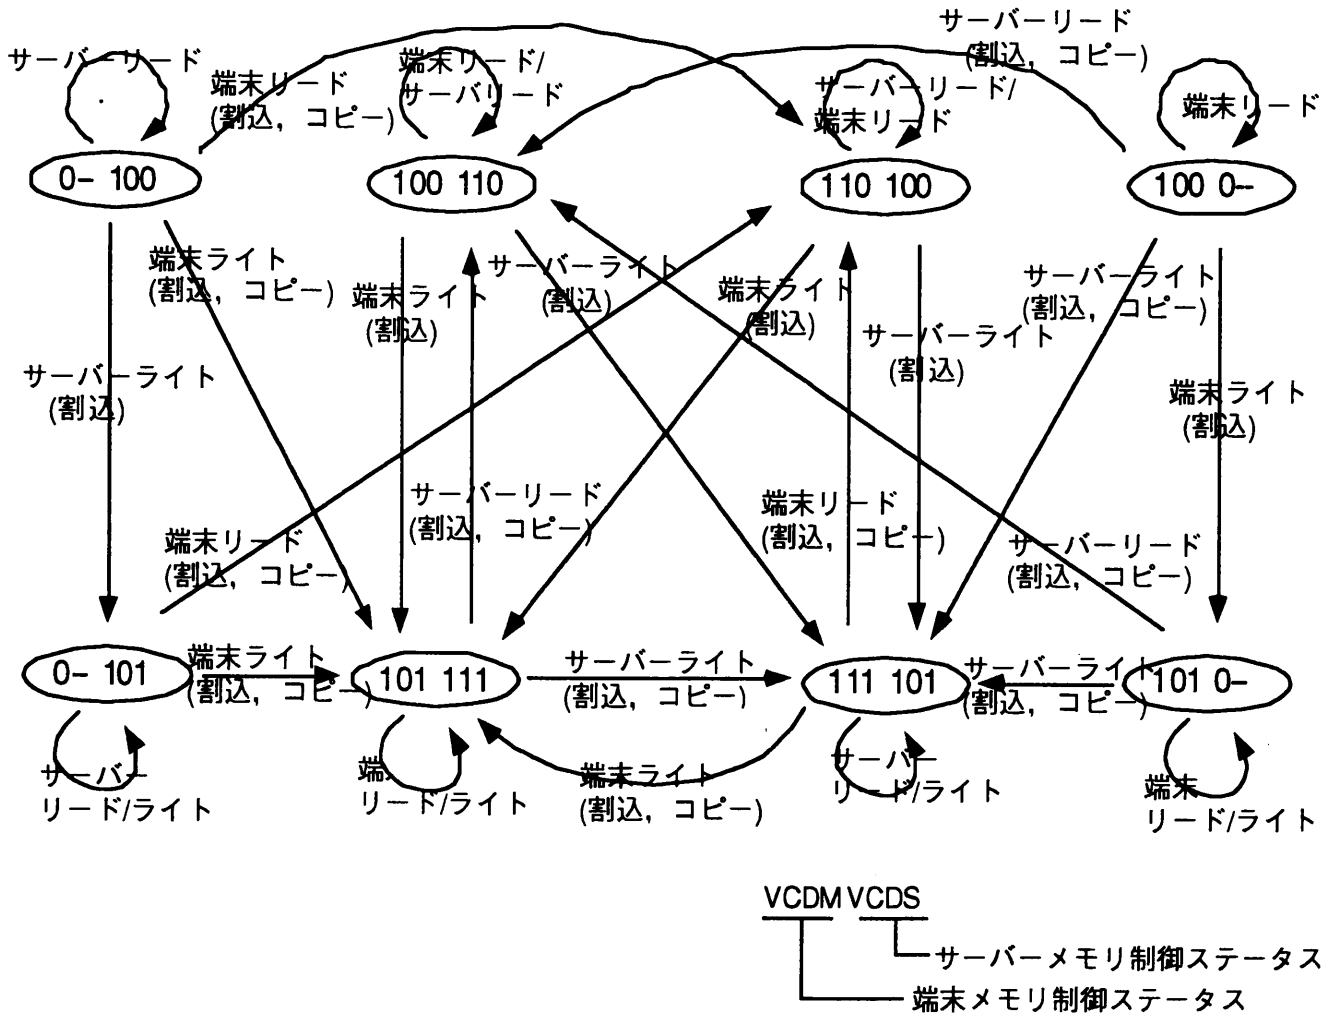 サーバーリード
端末リード
(割込，コピー)
端末リード/
サーバリード
サーバーリード
(割込，コピー)
サーバーリード/
端末リード
端末リード
0- 100
100 110
110 100
100 0-
端末ライト
(割込，コピー)
端末ライト
(割込)
サーバーライト
(割込)
端末ライト
(割込)
サーバーライト
(割込)
サーバーライト
(割込，コピー)
サーバーライト
(割込)
端末ライト
(割込)
端末リード
(割込，コピー)
サーバーリード
(割込，コピー)
端末リード
(割込，コピー)
サーバーリード
(割込，コピー)
0- 101
端末ライト
(割込，コピー)
101 111
サーバーライト
(割込，コピー)
111 101
サーバーライト
(割込，コピー)
101 0-
サーバー
リード/ライト
端末
リード/ライト
端末ライト
(割込，コピー)
サーバー
リード/ライト
端末
リード/ライト
VCDM VCDS
サーバーメモリ制御ステータス
端末メモリ制御ステータス